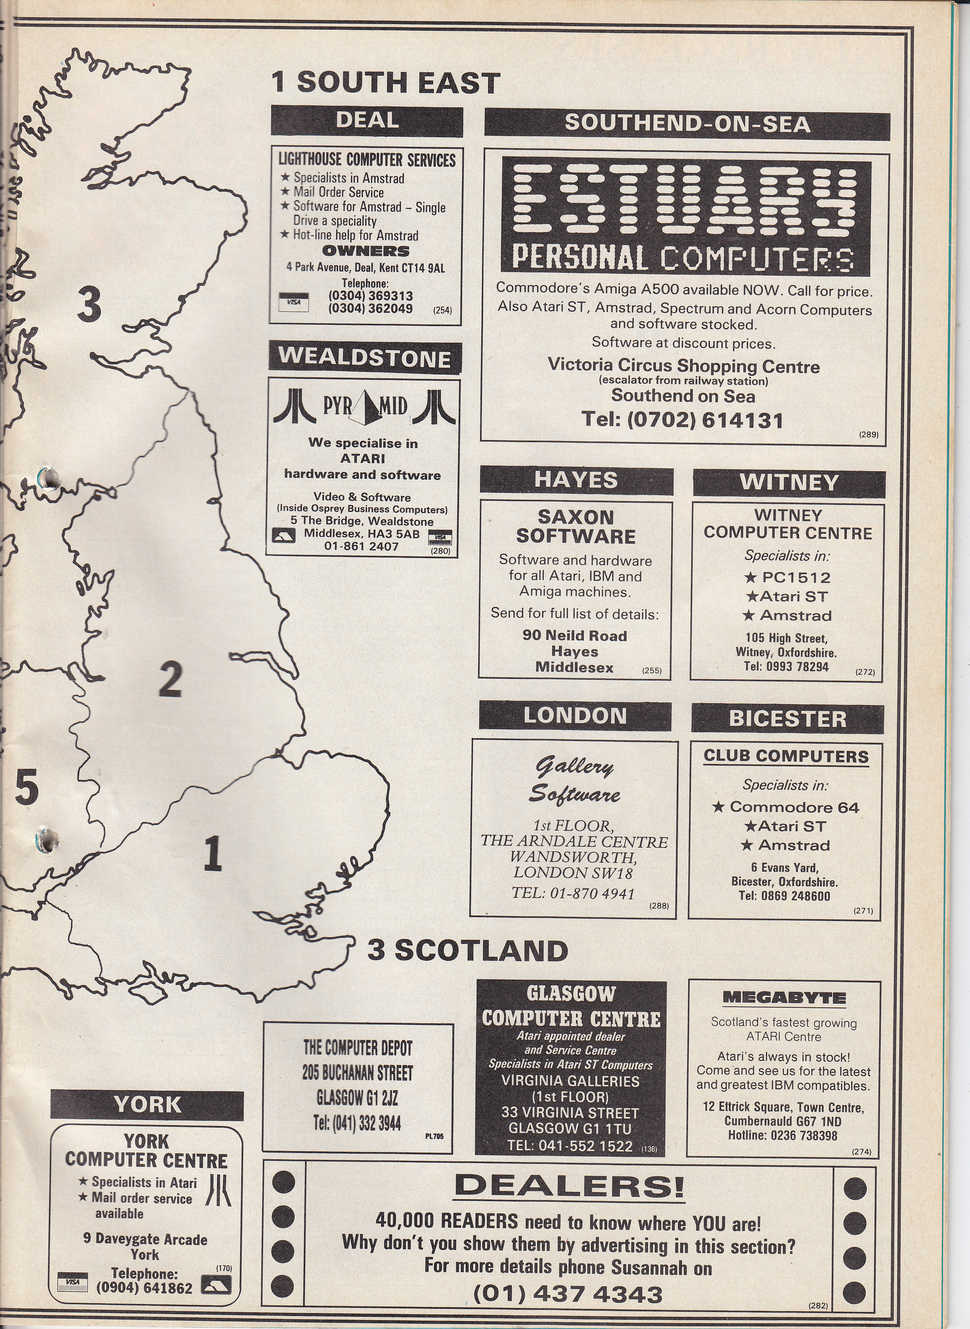 1 SOUTH EAST
DEAL
LIGHTHOUSE COMPUTER SERVICES
★ Specialists in Amstrad
★ Mail Order Service
★ Software for Amstrad – Single
Drive a speciality
★ Hot-line help for Amstrad
OWNERS
4 Park Avenue, Deal, Kent CT14 9AL
Telephone:
(0304) 369313
(0304) 362049
VISA
(254)
WEALDSTONE
PYRAMID
We specialise in
ATARI
hardware and software
Video & Software
(Inside Osprey Business Computers)
5 The Bridge, Wealdstone
Middlesex, HA3 5AB
01-861 2407
VISA
(280)
SOUTHEND-ON-SEA
ESTUARY
PERSONAL COMPUTERS
Commodore's Amiga A500 available NOW. Call for price.
Also Atari ST, Amstrad, Spectrum and Acorn Computers
and software stocked.
Software at discount prices.
Victoria Circus Shopping Centre
(escalator from railway station)
Southend on Sea
Tel: (0702) 614131
(289)
HAYES
SAXON
SOFTWARE
Software and hardware
for all Atari, IBM and
Amiga machines.
Send for full list of details:
90 Neild Road
Hayes
Middlesex
(255)
WITNEY
WITNEY
COMPUTER CENTRE
Specialists in:
★ PC1512
★Atari ST
★ Amstrad
105 High Street,
Witney, Oxfordshire.
Tel: 0993 78294
(272)
LONDON
Gallery
Software
1st FLOOR,
THE ARNDALE CENTRE
WANDSWORTH,
LONDON SW18
TEL: 01-870 4941
(288)
BICESTER
CLUB COMPUTERS
Specialists in:
★ Commodore 64
★Atari ST
★ Amstrad
6 Evans Yard,
Bicester, Oxfordshire.
Tel: 0869 248600
(271)
3
2
5
1
3 SCOTLAND
THE COMPUTER DEPOT
205 BUCHANAN STREET
GLASGOW G1 2JZ
Tel: (041) 332 3944
PL705
GLASGOW
COMPUTER CENTRE
Atari appointed dealer
and Service Centre
Specialists in Atari ST Computers
VIRGINIA GALLERIES
(1st FLOOR)
33 VIRGINIA STREET
GLASGOW G1 1TU
TEL: 041-552 1522
(136)
MEGABYTE
Scotland's fastest growing
ATARI Centre
Atari's always in stock!
Come and see us for the latest
and greatest IBM compatibles.
12 Ettrick Square, Town Centre,
Cumbernauld G67 1ND
Hotline: 0236 738398
(274)
YORK
YORK
COMPUTER CENTRE
★ Specialists in Atari
★ Mail order service
available
9 Daveygate Arcade
York
Telephone:
(0904) 641862
VISA
(170)
DEALERS!
40,000 READERS need to know where YOU are!
Why don't you show them by advertising in this section?
For more details phone Susannah on
(01) 437 4343
(282)